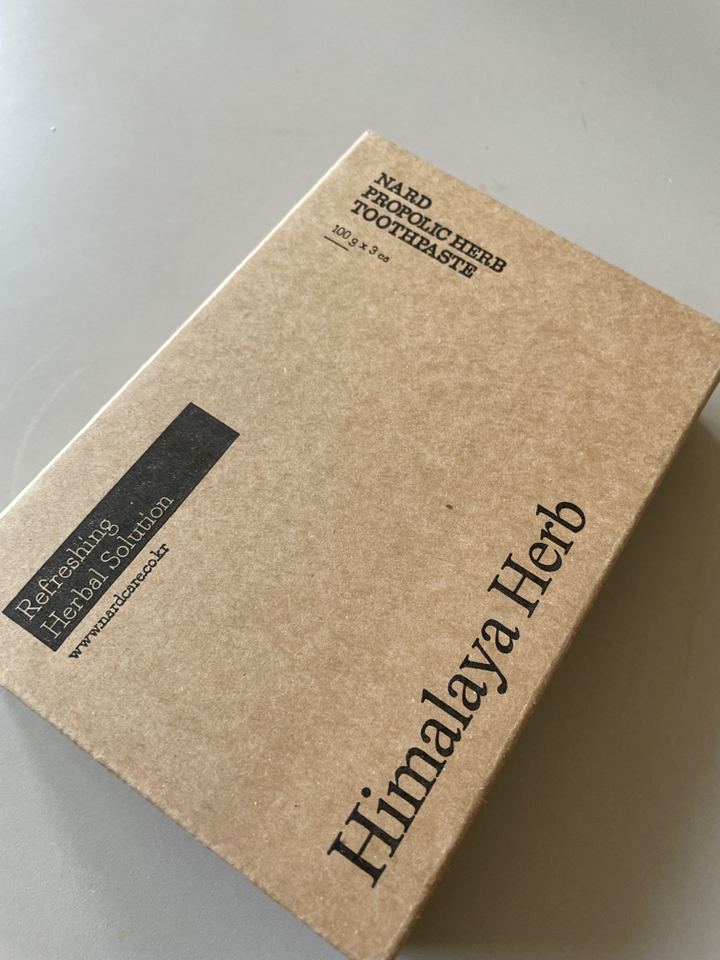 NARD
PROPOLIC HERB
TOOTHPASTE
100 g x 3 ea
Refreshing
Herbal Solution
www.nardcare.co.kr
Himalaya Herb